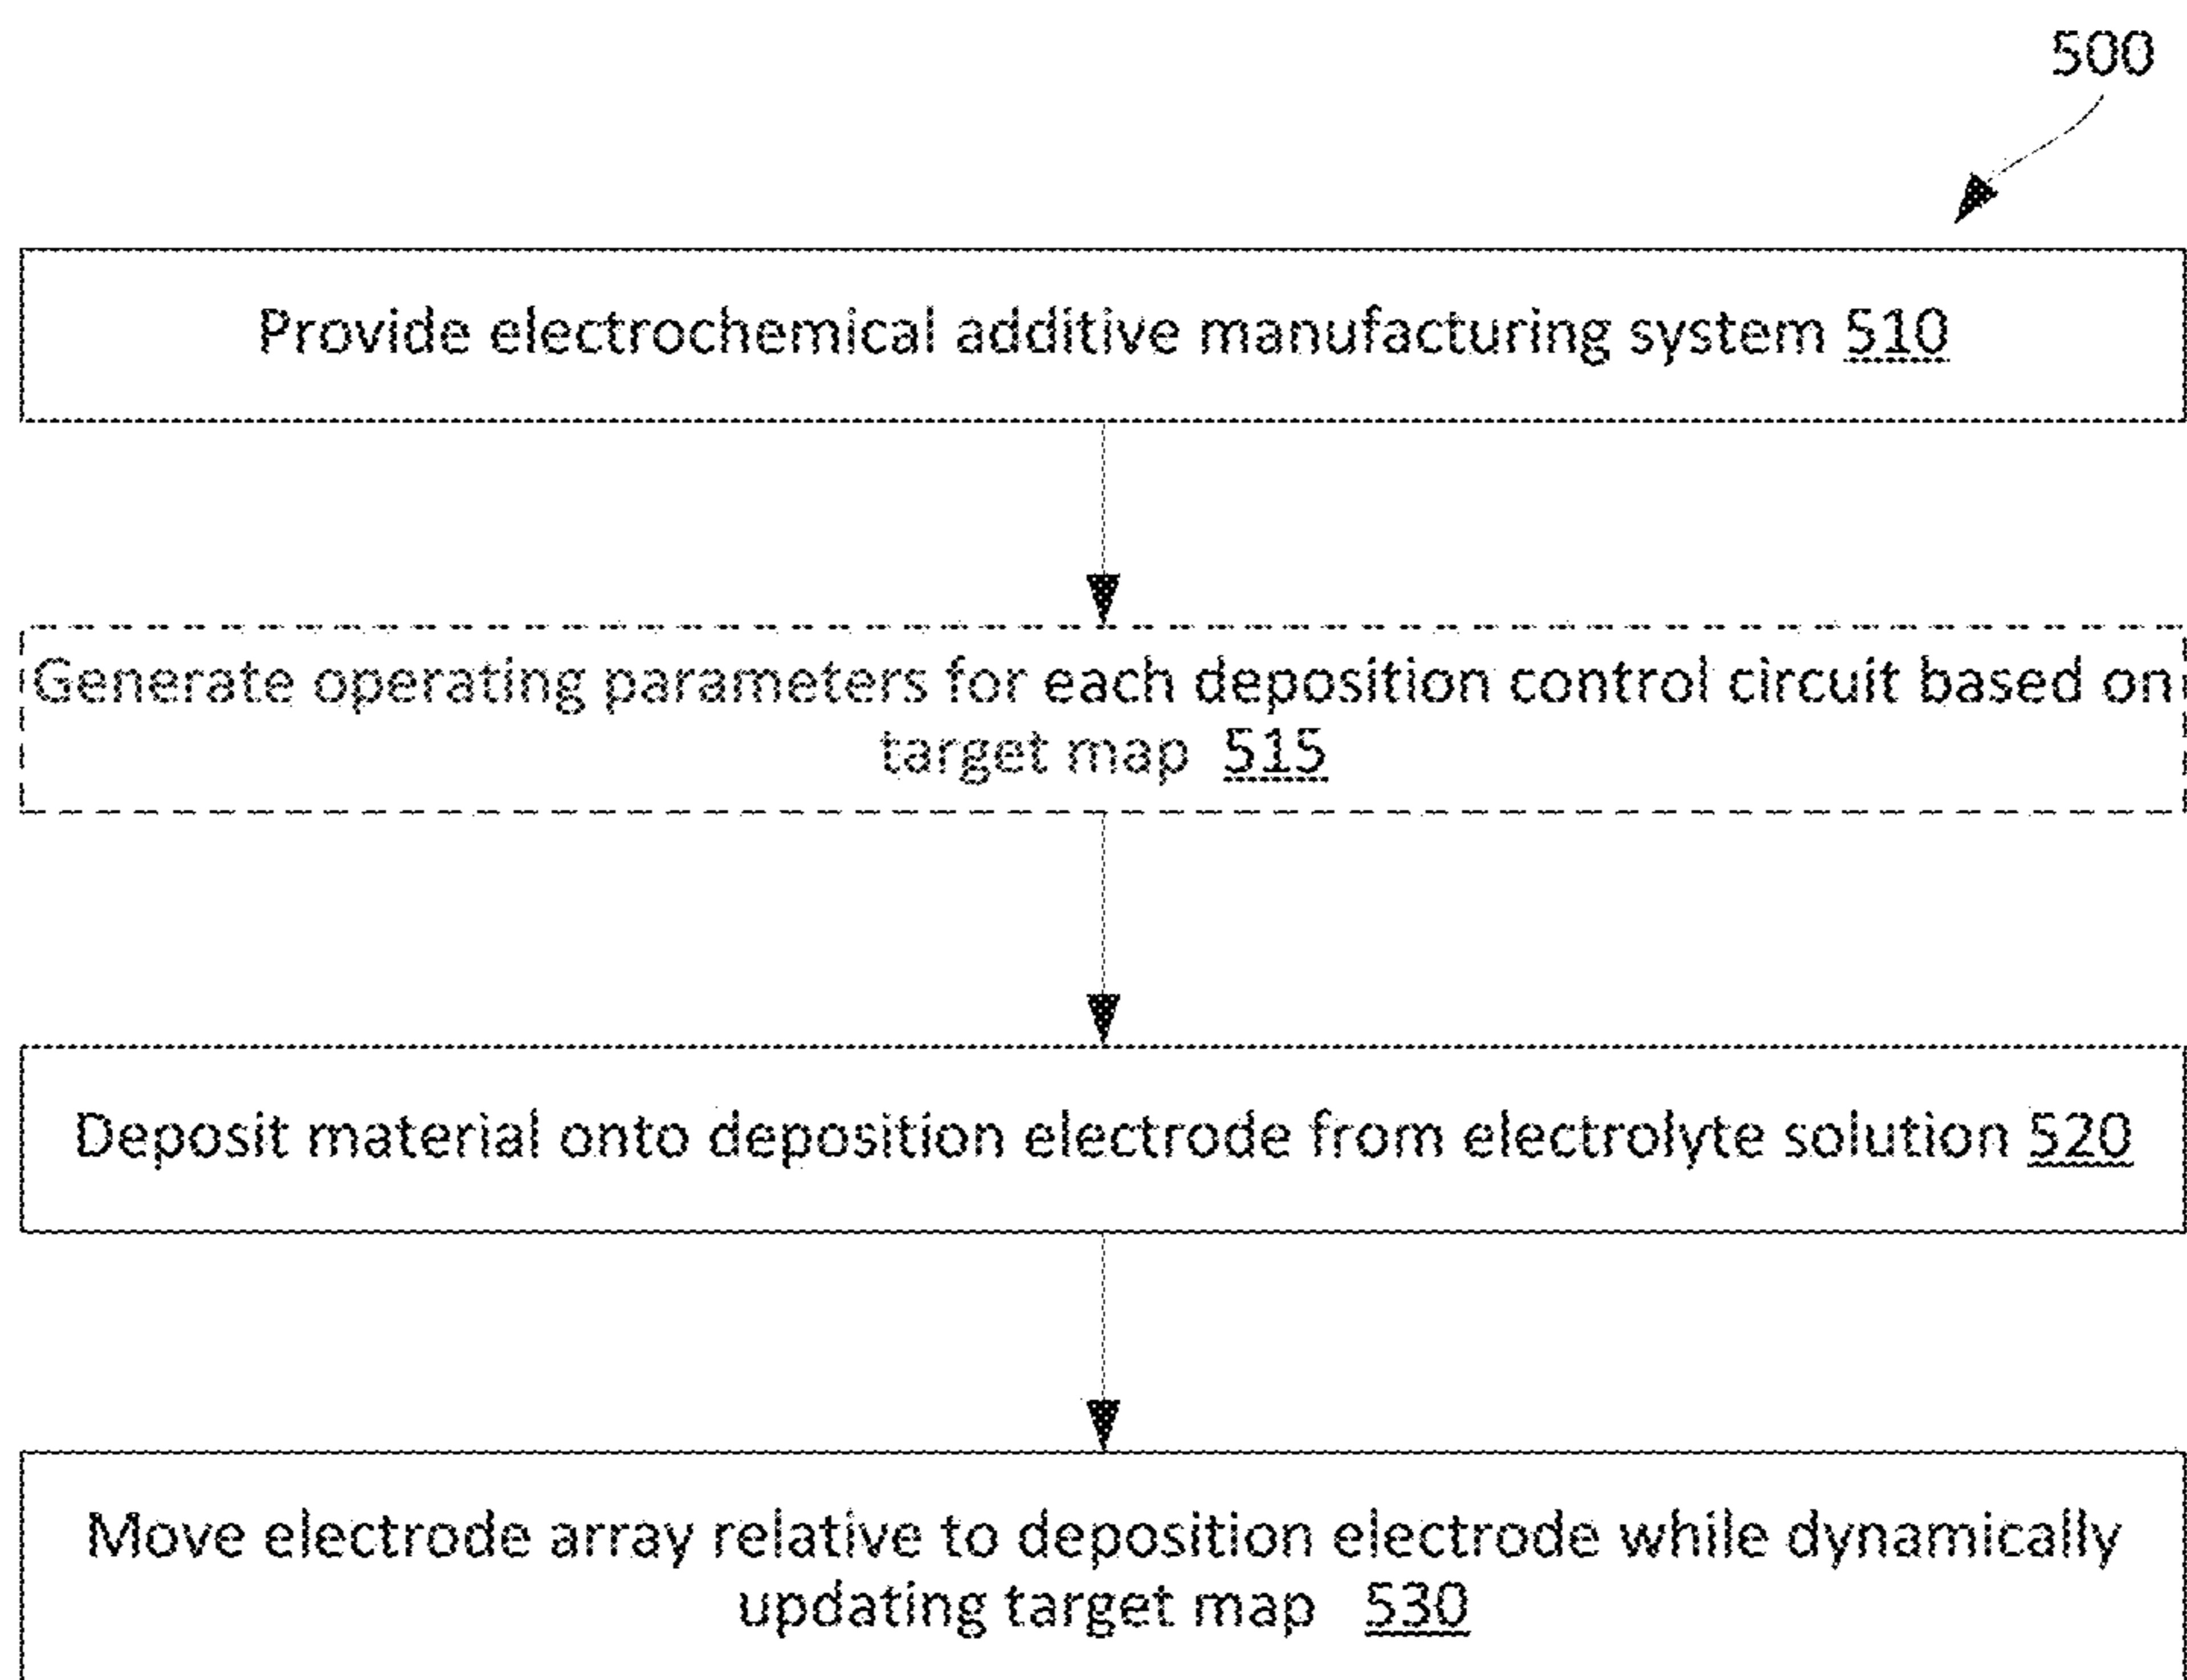 500
Provide electrochemical additive manufacturing system 510
Generate operating parameters for each deposition control circuit based on
target map 515
Deposit material onto deposition electrode from electrolyte solution 520
Move electrode array relative to deposition electrode while dynamically
updating target map 530